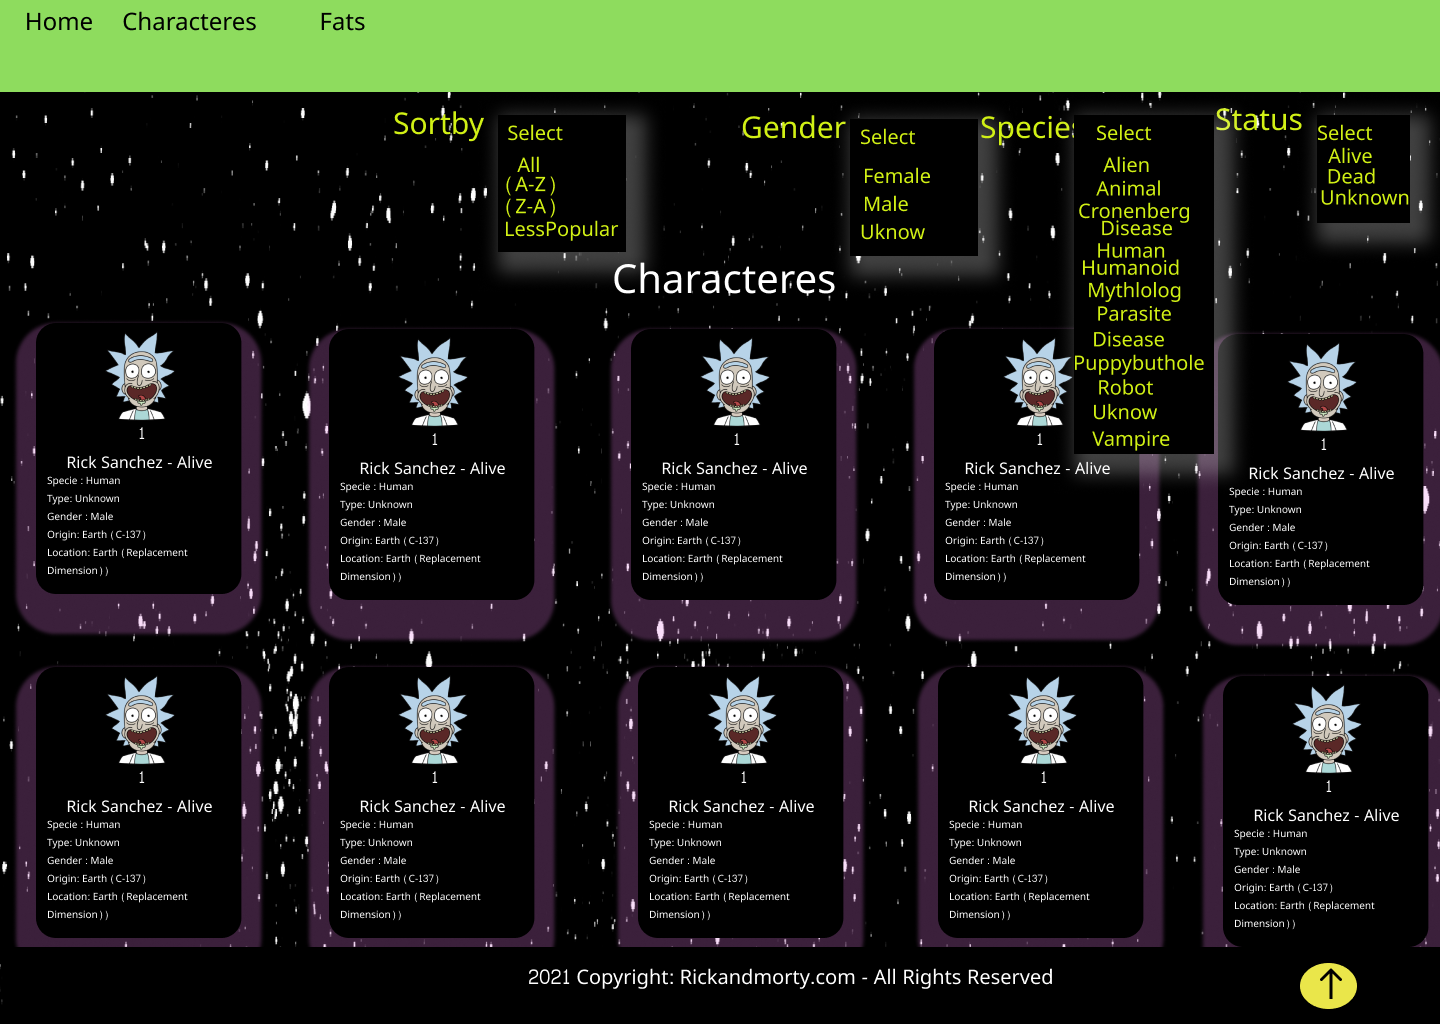 Home Characteres Fats
Sortby
Select
All
(A-Z)
(Z-A)
LessPopular
Gender
Select
Female
Male
Uknow
Species
Select
Alien
Animal
Cronenberg
Disease
Human
Humanoid
Mythlolog
Parasite
Disease
Puppybuthole
Robot
Uknow
Vampire
Status
Select
Alive
Dead
Unknown
Characteres
1
Rick Sanchez - Alive
Specie : Human
Type: Unknown
Gender : Male
Origin: Earth (C-137)
Location: Earth (Replacement
Dimension))
1
Rick Sanchez - Alive
Specie : Human
Type: Unknown
Gender : Male
Origin: Earth (C-137)
Location: Earth (Replacement
Dimension))
1
Rick Sanchez - Alive
Specie : Human
Type: Unknown
Gender : Male
Origin: Earth (C-137)
Location: Earth (Replacement
Dimension))
1
Rick Sanchez - Alive
Specie : Human
Type: Unknown
Gender : Male
Origin: Earth (C-137)
Location: Earth (Replacement
Dimension))
1
Rick Sanchez - Alive
Specie : Human
Type: Unknown
Gender : Male
Origin: Earth (C-137)
Location: Earth (Replacement
Dimension))
1
Rick Sanchez - Alive
Specie : Human
Type: Unknown
Gender : Male
Origin: Earth (C-137)
Location: Earth (Replacement
Dimension))
1
Rick Sanchez - Alive
Specie : Human
Type: Unknown
Gender : Male
Origin: Earth (C-137)
Location: Earth (Replacement
Dimension))
1
Rick Sanchez - Alive
Specie : Human
Type: Unknown
Gender : Male
Origin: Earth (C-137)
Location: Earth (Replacement
Dimension))
1
Rick Sanchez - Alive
Specie : Human
Type: Unknown
Gender : Male
Origin: Earth (C-137)
Location: Earth (Replacement
Dimension))
1
Rick Sanchez - Alive
Specie : Human
Type: Unknown
Gender : Male
Origin: Earth (C-137)
Location: Earth (Replacement
Dimension))
2021 Copyright: Rickandmorty.com - All Rights Reserved